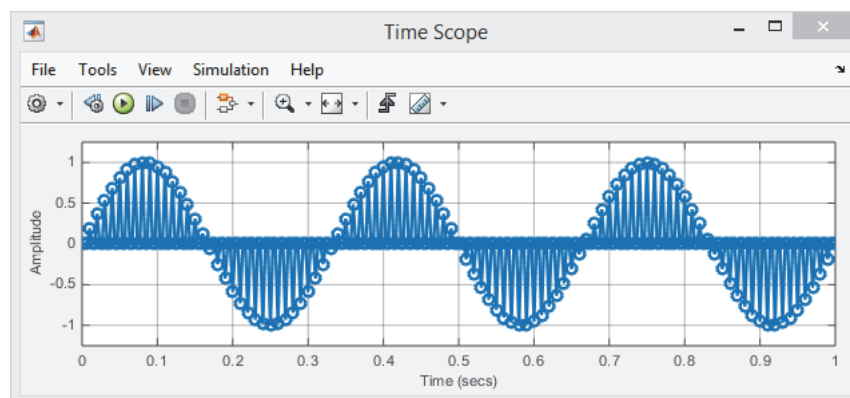 Time Scope
File Tools View Simulation Help
1
0.5
0
-0.5
-1
Amplitude
0 0.1 0.2 0.3 0.4 0.5 0.6 0.7 0.8 0.9 1
Time (secs)